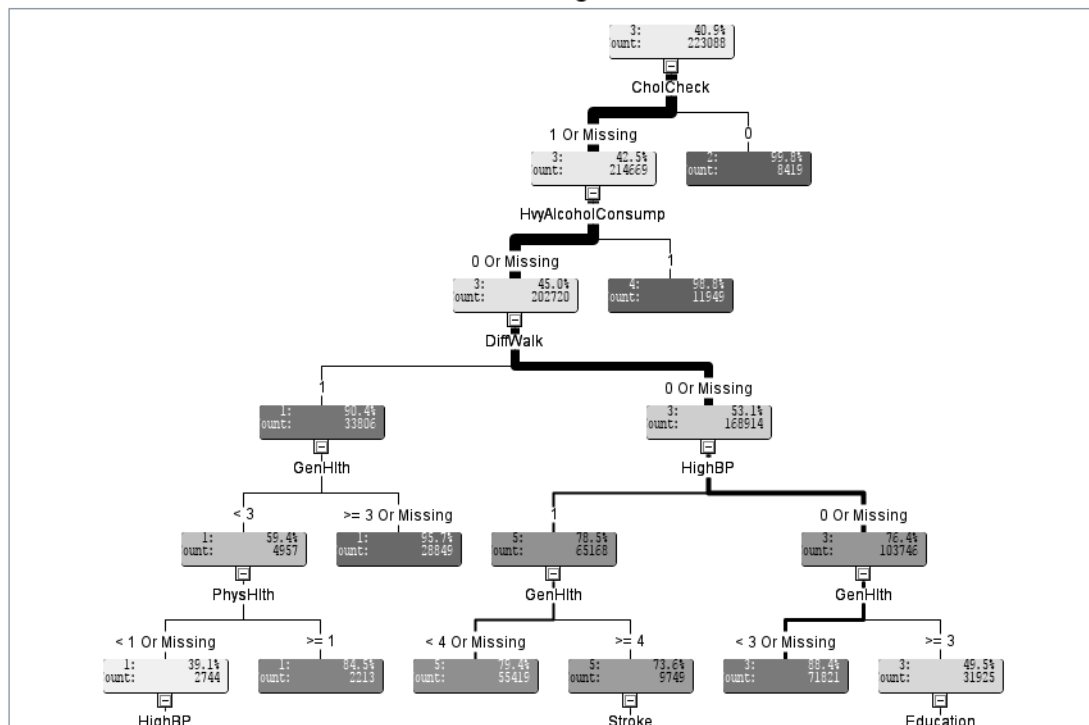 3: 40.9%
ount: 223088
CholCheck
1 Or Missing
0
3: 42.5%
ount: 214669
2: 99.8%
ount: 8419
HvyAlcoholConsump
0 Or Missing
1
3: 45.0%
ount: 202720
4: 98.8%
ount: 11949
DiffWalk
1
0 Or Missing
1: 90.4%
ount: 33806
3: 53.1%
ount: 168914
GenHlth
HighBP
< 3
>= 3 Or Missing
1
0 Or Missing
1: 59.4%
ount: 4957
1: 95.7%
ount: 28849
5: 78.5%
ount: 65168
3: 76.4%
ount: 103746
PhysHlth
GenHlth
GenHlth
< 1 Or Missing
>= 1
< 4 Or Missing
>= 4
< 3 Or Missing
>= 3
1: 39.1%
ount: 2744
1: 84.5%
ount: 2213
5: 79.4%
ount: 55419
5: 73.6%
ount: 9749
3: 88.4%
ount: 71821
3: 49.5%
ount: 31925
HighBP
Stroke
Education